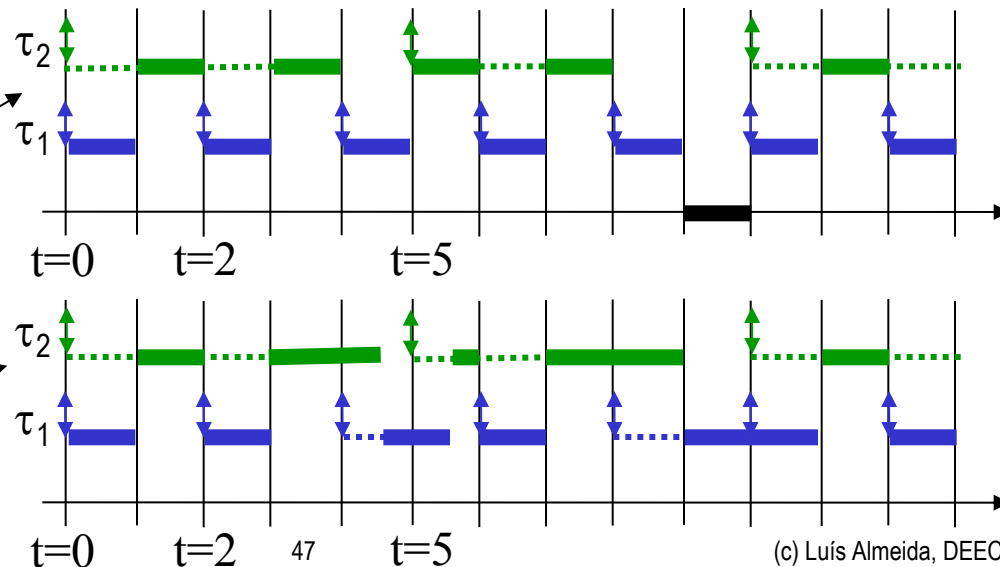 τ2
τ1
t=0 t=2 t=5
τ2
τ1
t=0 t=2 47 t=5 (c) Luís Almeida, DEEC